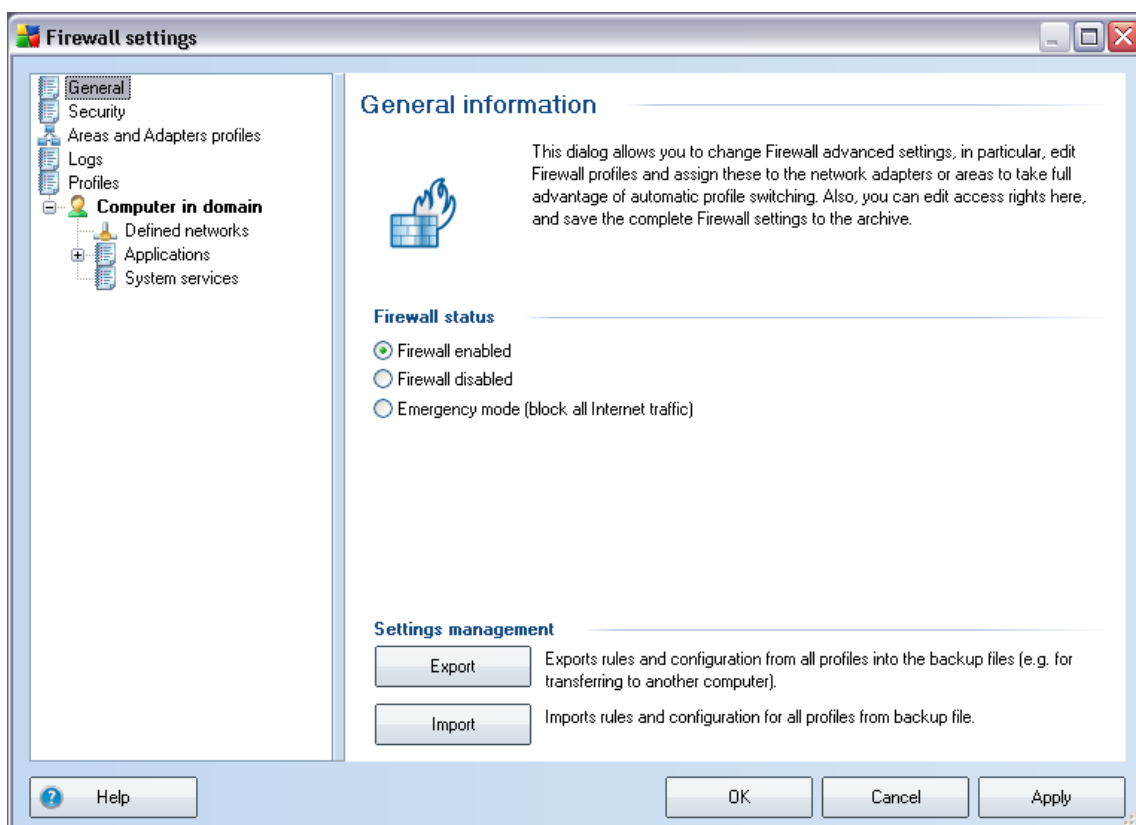 Firewall settings
General
Security
Areas and Adapters profiles
Logs
Profiles
Computer in domain
Defined networks
Applications
System services
General information
This dialog allows you to change Firewall advanced settings, in particular, edit
Firewall profiles and assign these to the network adapters or areas to take full
advantage of automatic profile switching. Also, you can edit access rights here,
and save the complete Firewall settings to the archive.
Firewall status
Firewall enabled
Firewall disabled
Emergency mode (block all Internet traffic)
Settings management
Export
Exports rules and configuration from all profiles into the backup files (e.g. for
transferring to another computer).
Import
Imports rules and configuration for all profiles from backup file.
Help
OK
Cancel
Apply